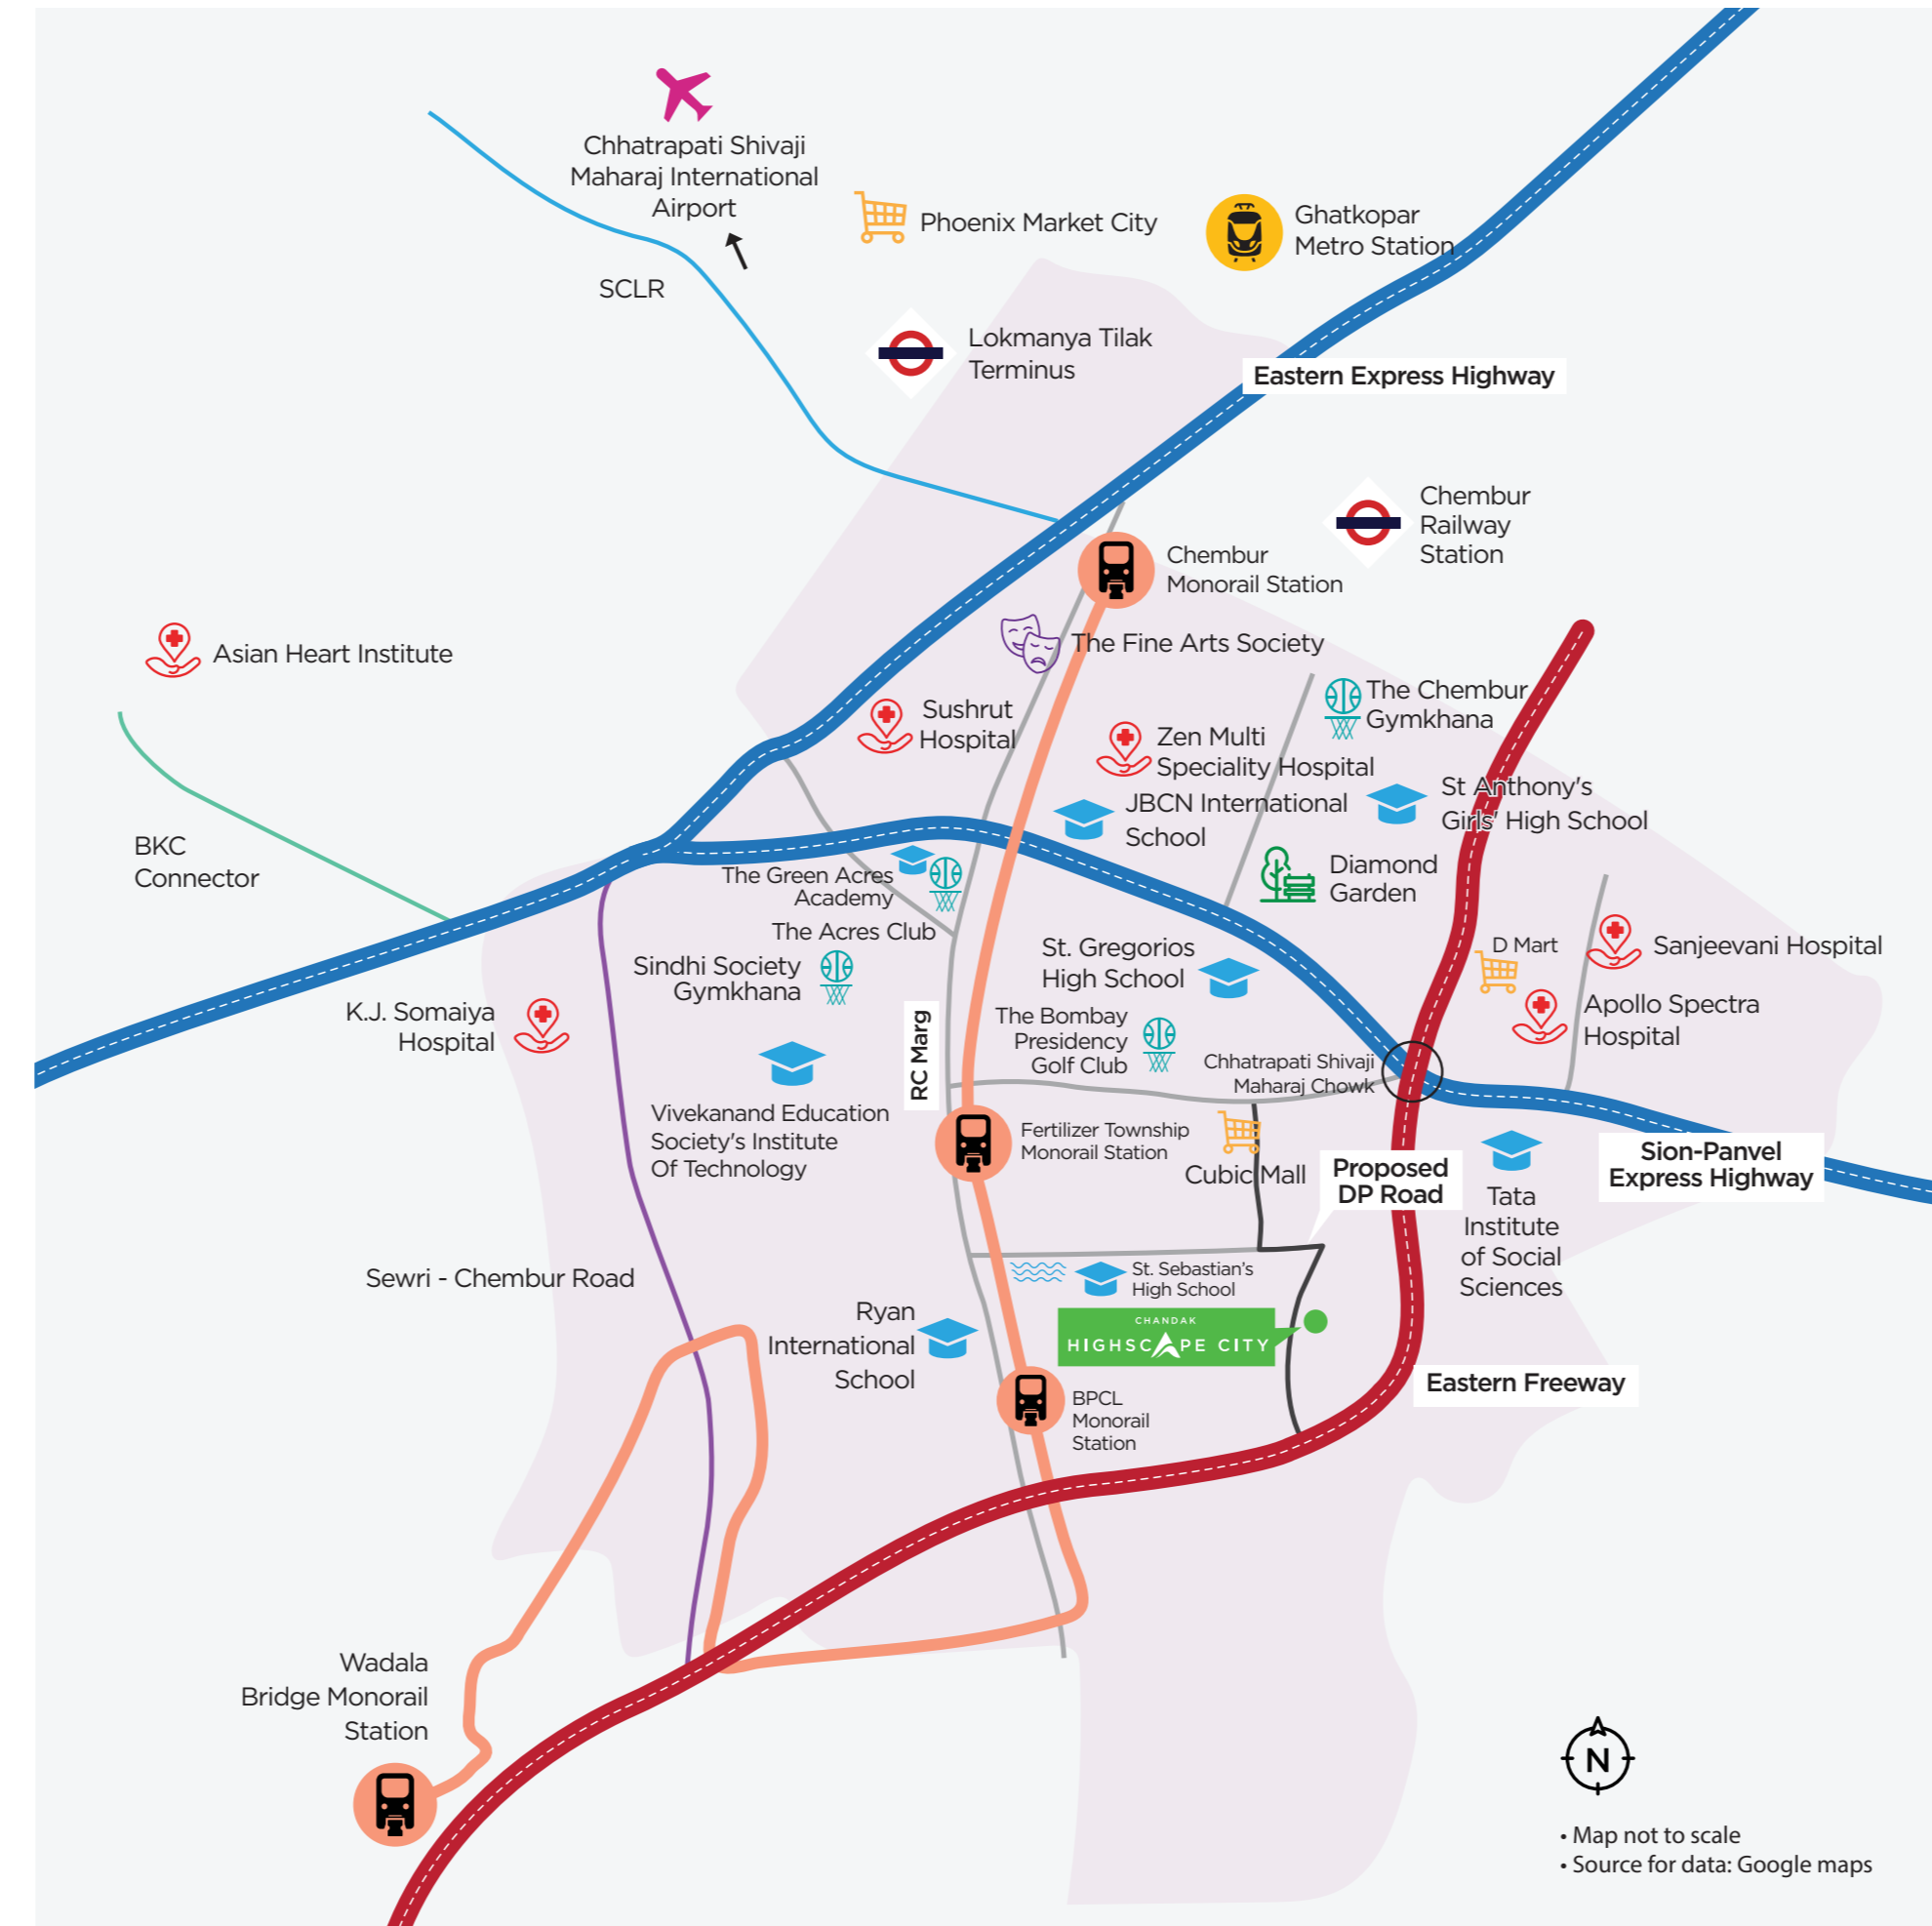 Chhatrapati Shivaji
Maharaj International
Airport
Phoenix Market City
Ghatkopar
Metro Station
SCLR
Lokmanya Tilak
Terminus
Eastern Express Highway
Chembur
Railway
Station
Chembur
Monorail Station
Asian Heart Institute
The Fine Arts Society
The Chembur
Gymkhana
Sushrut
Hospital
Zen Multi
Speciality Hospital
St Anthony's
Girls' High School
JBCN International
School
BKC
Connector
The Green Acres
Academy
Diamond
Garden
The Acres Club
Sindhi Society
Gymkhana
St. Gregorios
High School
D Mart
Sanjeevani Hospital
K.J. Somaiya
Hospital
RC Marg
The Bombay
Presidency
Golf Club
Apollo Spectra
Hospital
Chhatrapati Shivaji
Maharaj Chowk
Vivekanand Education
Society's Institute
Of Technology
Fertilizer Township
Monorail Station
Cubic Mall
Proposed
DP Road
Sion-Panvel
Express Highway
Tata
Institute
of Social
Sciences
Sewri - Chembur Road
St. Sebastian's
High School
Ryan
International
School
CHANDAK
HIGHSCAPE CITY
BPCL
Monorail
Station
Eastern Freeway
Wadala
Bridge Monorail
Station
N
• Map not to scale
• Source for data: Google maps